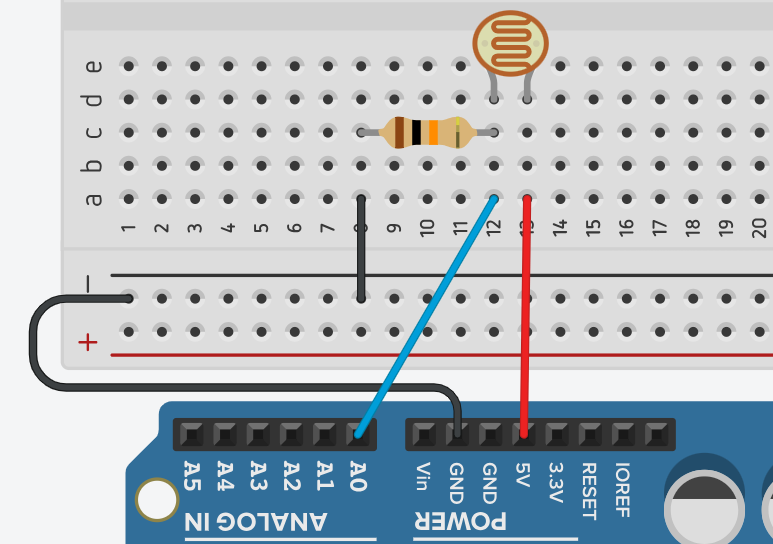 e
d
c
b
a
1 2 3 4 5 6 7 8 9 10 11 12 13 14 15 16 17 18 19 20
−
+
A5 A4 A3 A2 A1 A0 Vin GND GND 5V 3.3V RESET IOREF
ANALOG IN POWER